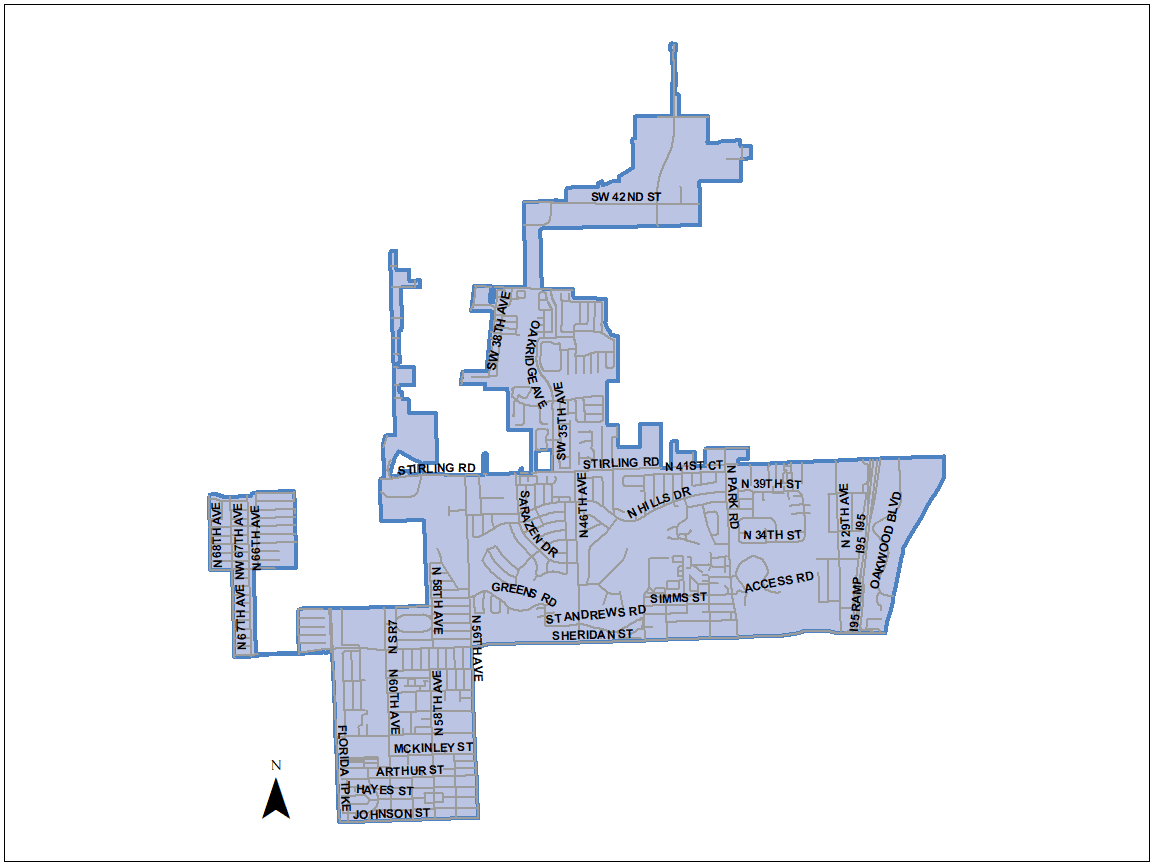 SW 42ND ST
SW 38TH AVE
OAKRIDGE AVE
SW 35TH AVE
STIRLING RD
STIRLING RD
N 41ST CT
N 39TH ST
N PARK RD
N HILLS DR
N 46TH AVE
SARAZEN DR
N 29TH AVE
I95
I95
OAKWOOD BLVD
N 34TH ST
N 68TH AVE
NW 67TH AVE
N 66TH AVE
N 67TH AVE
N 58TH AVE
GREENS RD
ACCESS RD
SIMMS ST
ST ANDREWS RD
I95 RAMP
SHERIDAN ST
N SR7
N 56TH AVE
N 60TH AVE
N 58TH AVE
FLORIDA TPKE
MCKINLEY ST
ARTHUR ST
HAYES ST
JOHNSON ST
N